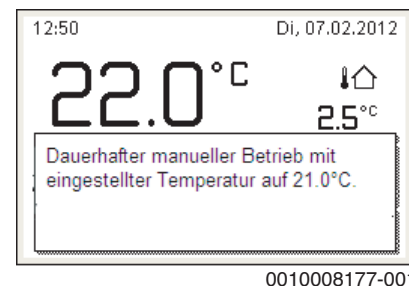 12:50 Di, 07.02.2012
22.0°C
2.5°C
Dauerhafter manueller Betrieb mit
eingestellter Temperatur auf 21.0°C.
0010008177-001